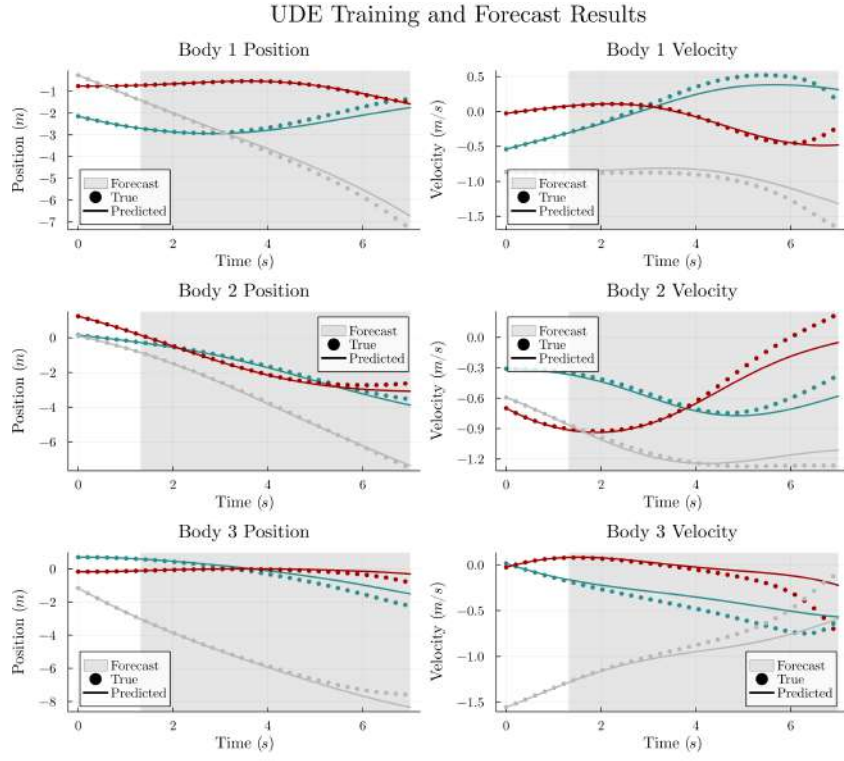 UDE Training and Forecast Results
Body 1 Position
Position (m)
−1
−2
−3
−4
−5
−6
−7
Forecast
True
Predicted
0
2
4
6
Time (s)
Body 1 Velocity
Velocity (m/s)
0.5
0.0
−0.5
−1.0
−1.5
Forecast
True
Predicted
0
2
4
6
Time (s)
Body 2 Position
Position (m)
0
−2
−4
−6
Forecast
True
Predicted
0
2
4
6
Time (s)
Body 2 Velocity
Velocity (m/s)
0.0
−0.3
−0.6
−0.9
−1.2
Forecast
True
Predicted
0
2
4
6
Time (s)
Body 3 Position
Position (m)
0
−2
−4
−6
−8
Forecast
True
Predicted
0
2
4
6
Time (s)
Body 3 Velocity
Velocity (m/s)
0.0
−0.5
−1.0
−1.5
Forecast
True
Predicted
0
2
4
6
Time (s)